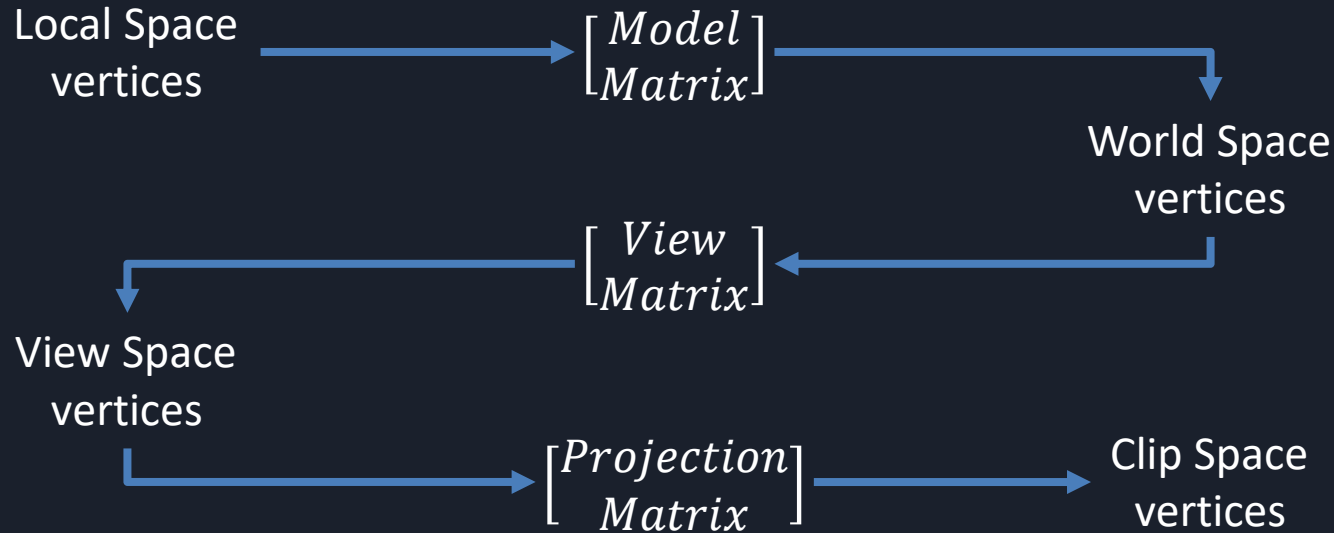 Local Space
vertices
Model
Matrix
World Space
vertices
View
Matrix
View Space
vertices
Projection
Matrix
Clip Space
vertices